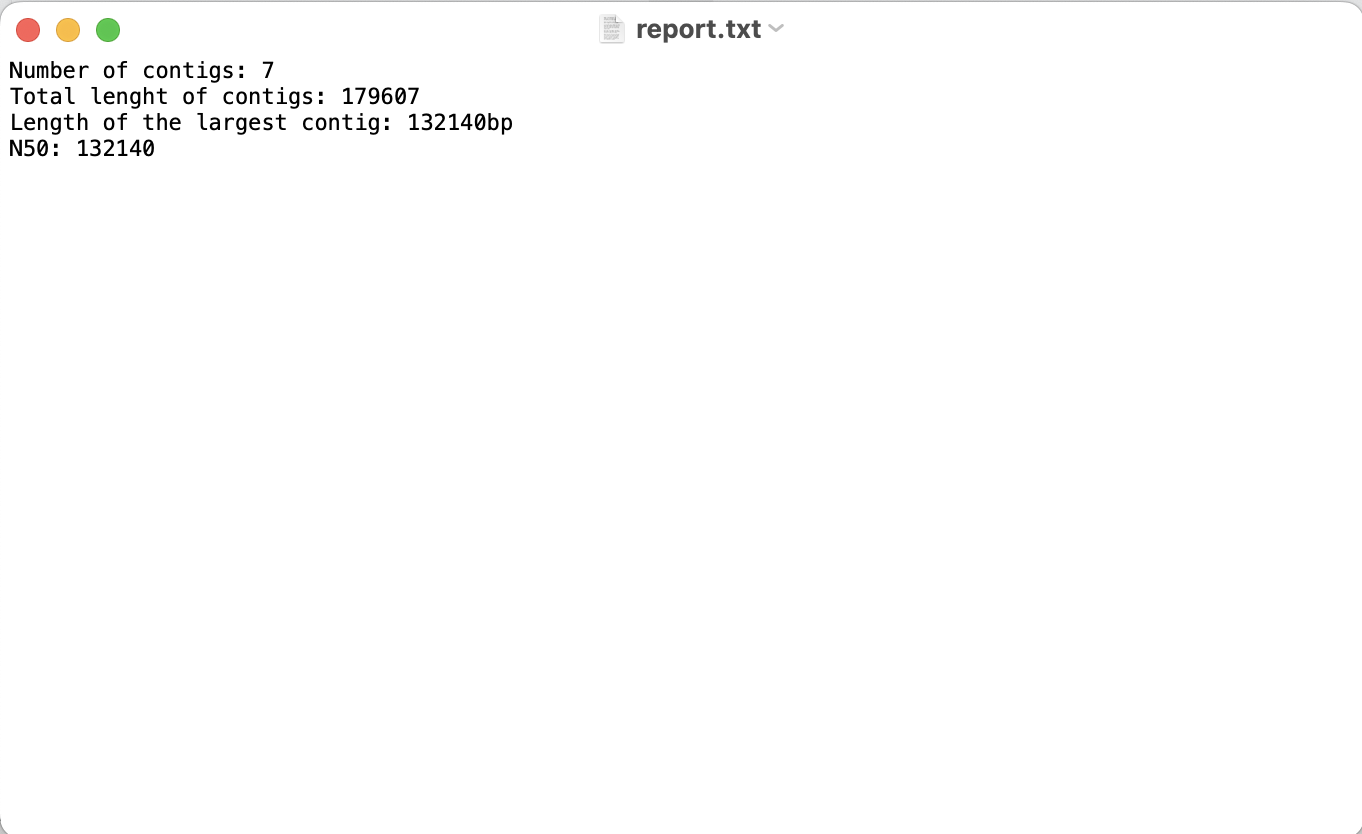 report.txt
Number of contigs: 7
Total lenght of contigs: 179607
Length of the largest contig: 132140bp
N50: 132140